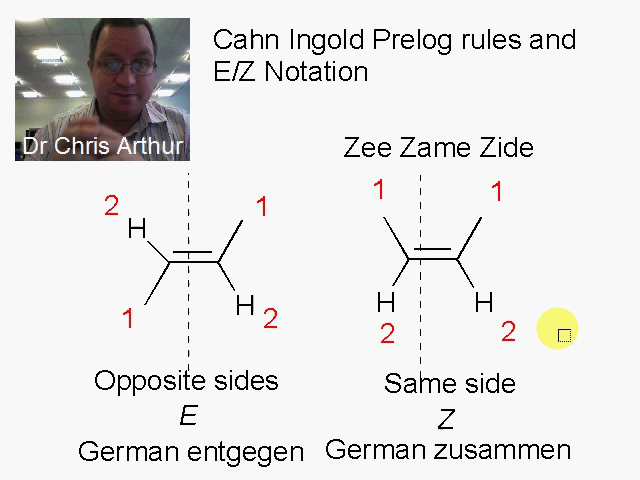 Cahn Ingold Prelog rules and
E/Z Notation
Dr Chris Arthur
Zee Zame Zide
2
H
1
1
H
2
1
1
H
2
H
2
Opposite sides
E
German entgegen
Same side
Z
German zusammen